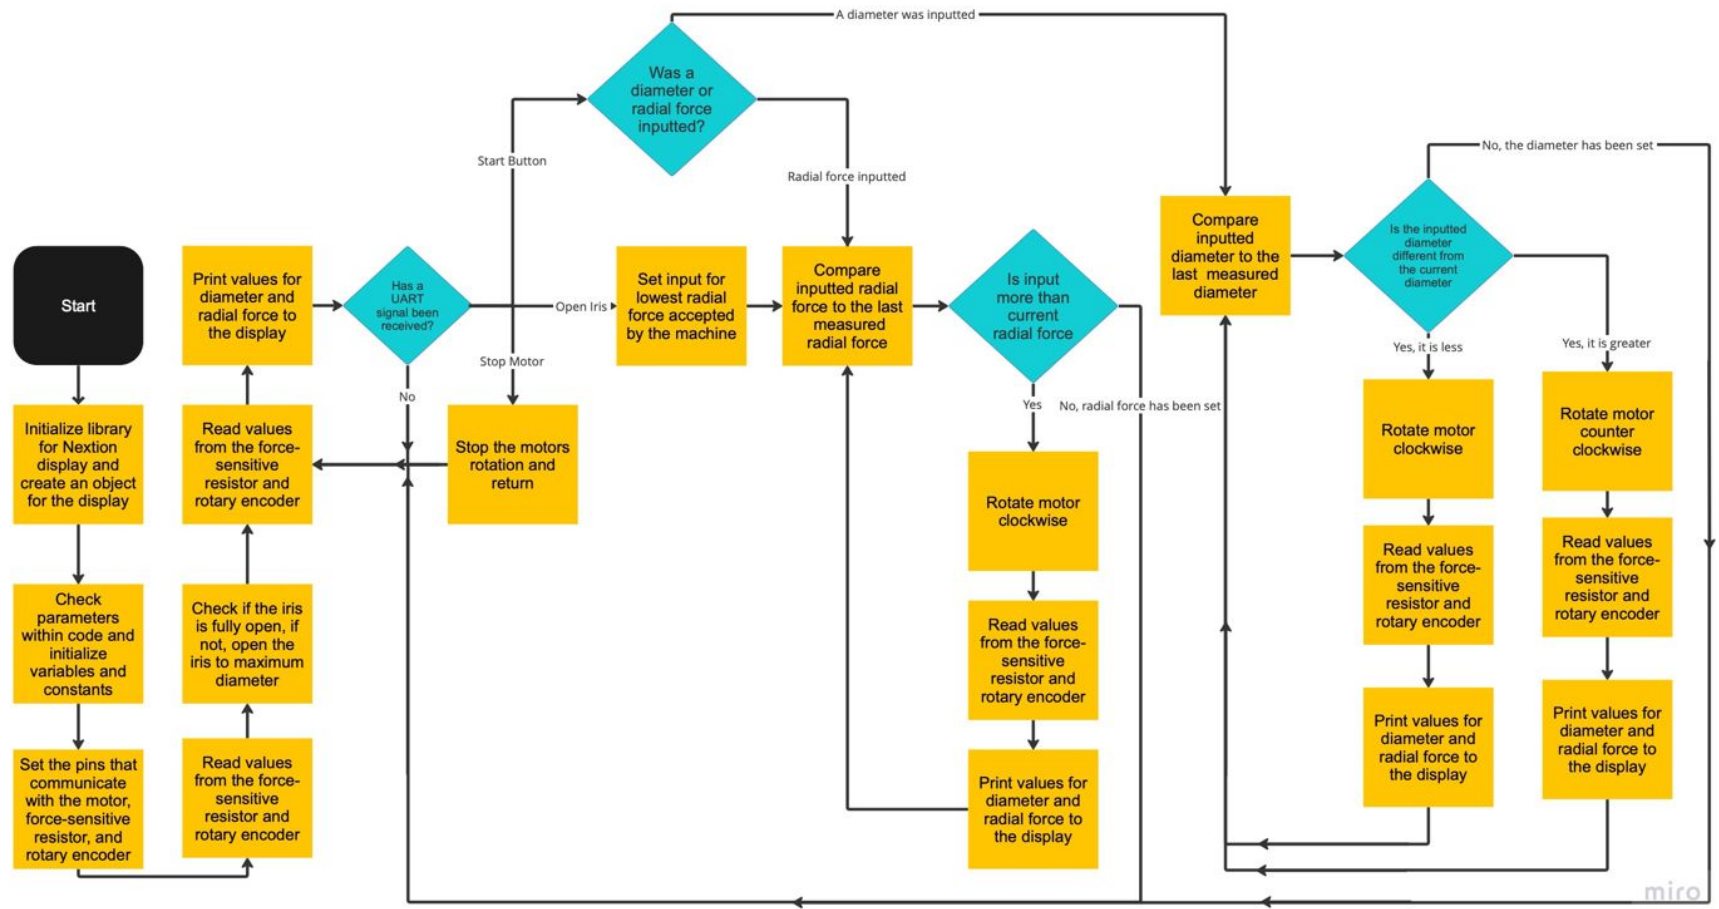 A diameter was inputted
Was a
diameter or
radial force
inputted?
Start Button
Radial force inputted
No, the diameter has been set
Start
Print values for
diameter and
radial force to
the display
Has a
UART
signal been
received?
Open Iris
Stop Motor
No
Set input for
lowest radial
force accepted
by the machine
Compare
inputted radial
force to the last
measured
radial force
Is input
more than
current
radial force
Yes
No, radial force has been set
Compare
inputted
diameter to the
last measured
diameter
Is the inputted
diameter
different from
the current
diameter
Yes, it is less
Yes, it is greater
Initialize library
for Nextion
display and
create an object
for the display
Read values
from the force-
sensitive
resistor and
rotary encoder
Stop the motors
rotation and
return
Rotate motor
clockwise
Rotate motor
clockwise
Rotate motor
counter
clockwise
Check
parameters
within code and
initialize
variables and
constants
Check if the iris
is fully open, if
not, open the
iris to maximum
diameter
Read values
from the force-
sensitive
resistor and
rotary encoder
Read values
from the force-
sensitive
resistor and
rotary encoder
Read values
from the force-
sensitive
resistor and
rotary encoder
Set the pins that
communicate
with the motor,
force-sensitive
resistor, and
rotary encoder
Read values
from the force-
sensitive
resistor and
rotary encoder
Print values for
diameter and
radial force to
the display
Print values for
diameter and
radial force to
the display
Print values for
diameter and
radial force to
the display
miro